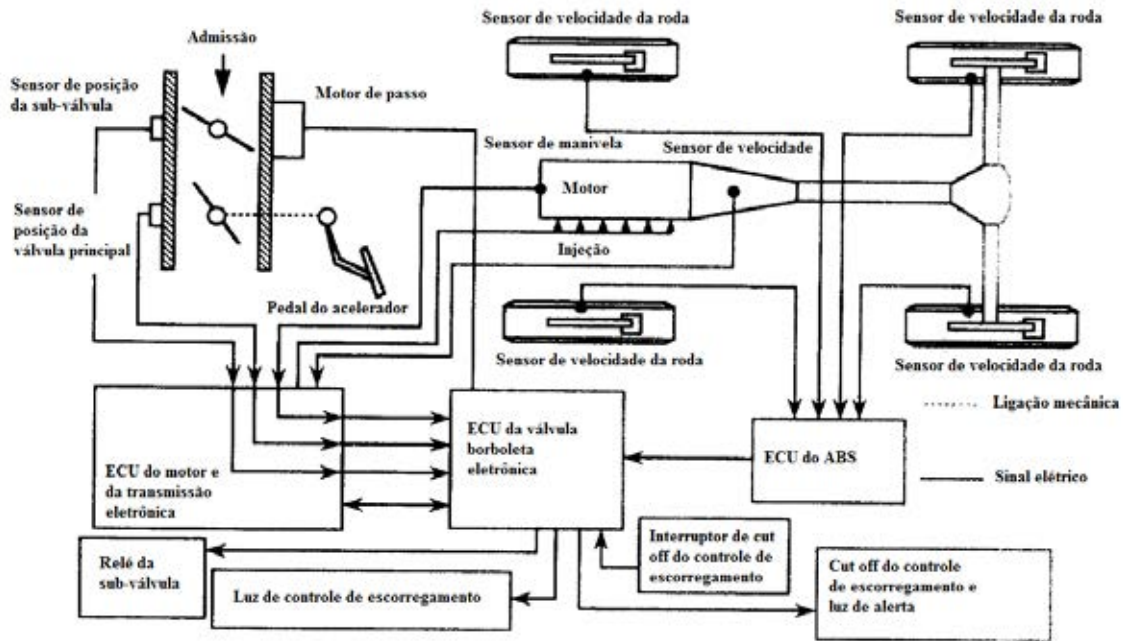 Sensor de velocidade da roda
Sensor de velocidade da roda
Admissão
Sensor de posição
da sub-válvula
Motor de passo
Sensor de manivela
Sensor de velocidade
Motor
Sensor de
posição da
válvula principal
Injeção
Pedal do acelerador
Sensor de velocidade da roda
Sensor de velocidade da roda
Ligação mecânica
ECU do motor e
da transmissão
eletrônica
ECU da válvula
borboleta
eletrônica
ECU do ABS
Sinal elétrico
Relé da
sub-válvula
Luz de controle de escorregamento
Interruptor de cut
off do controle de
escorregamento
Cut off do controle
de escorregamento e
luz de alerta